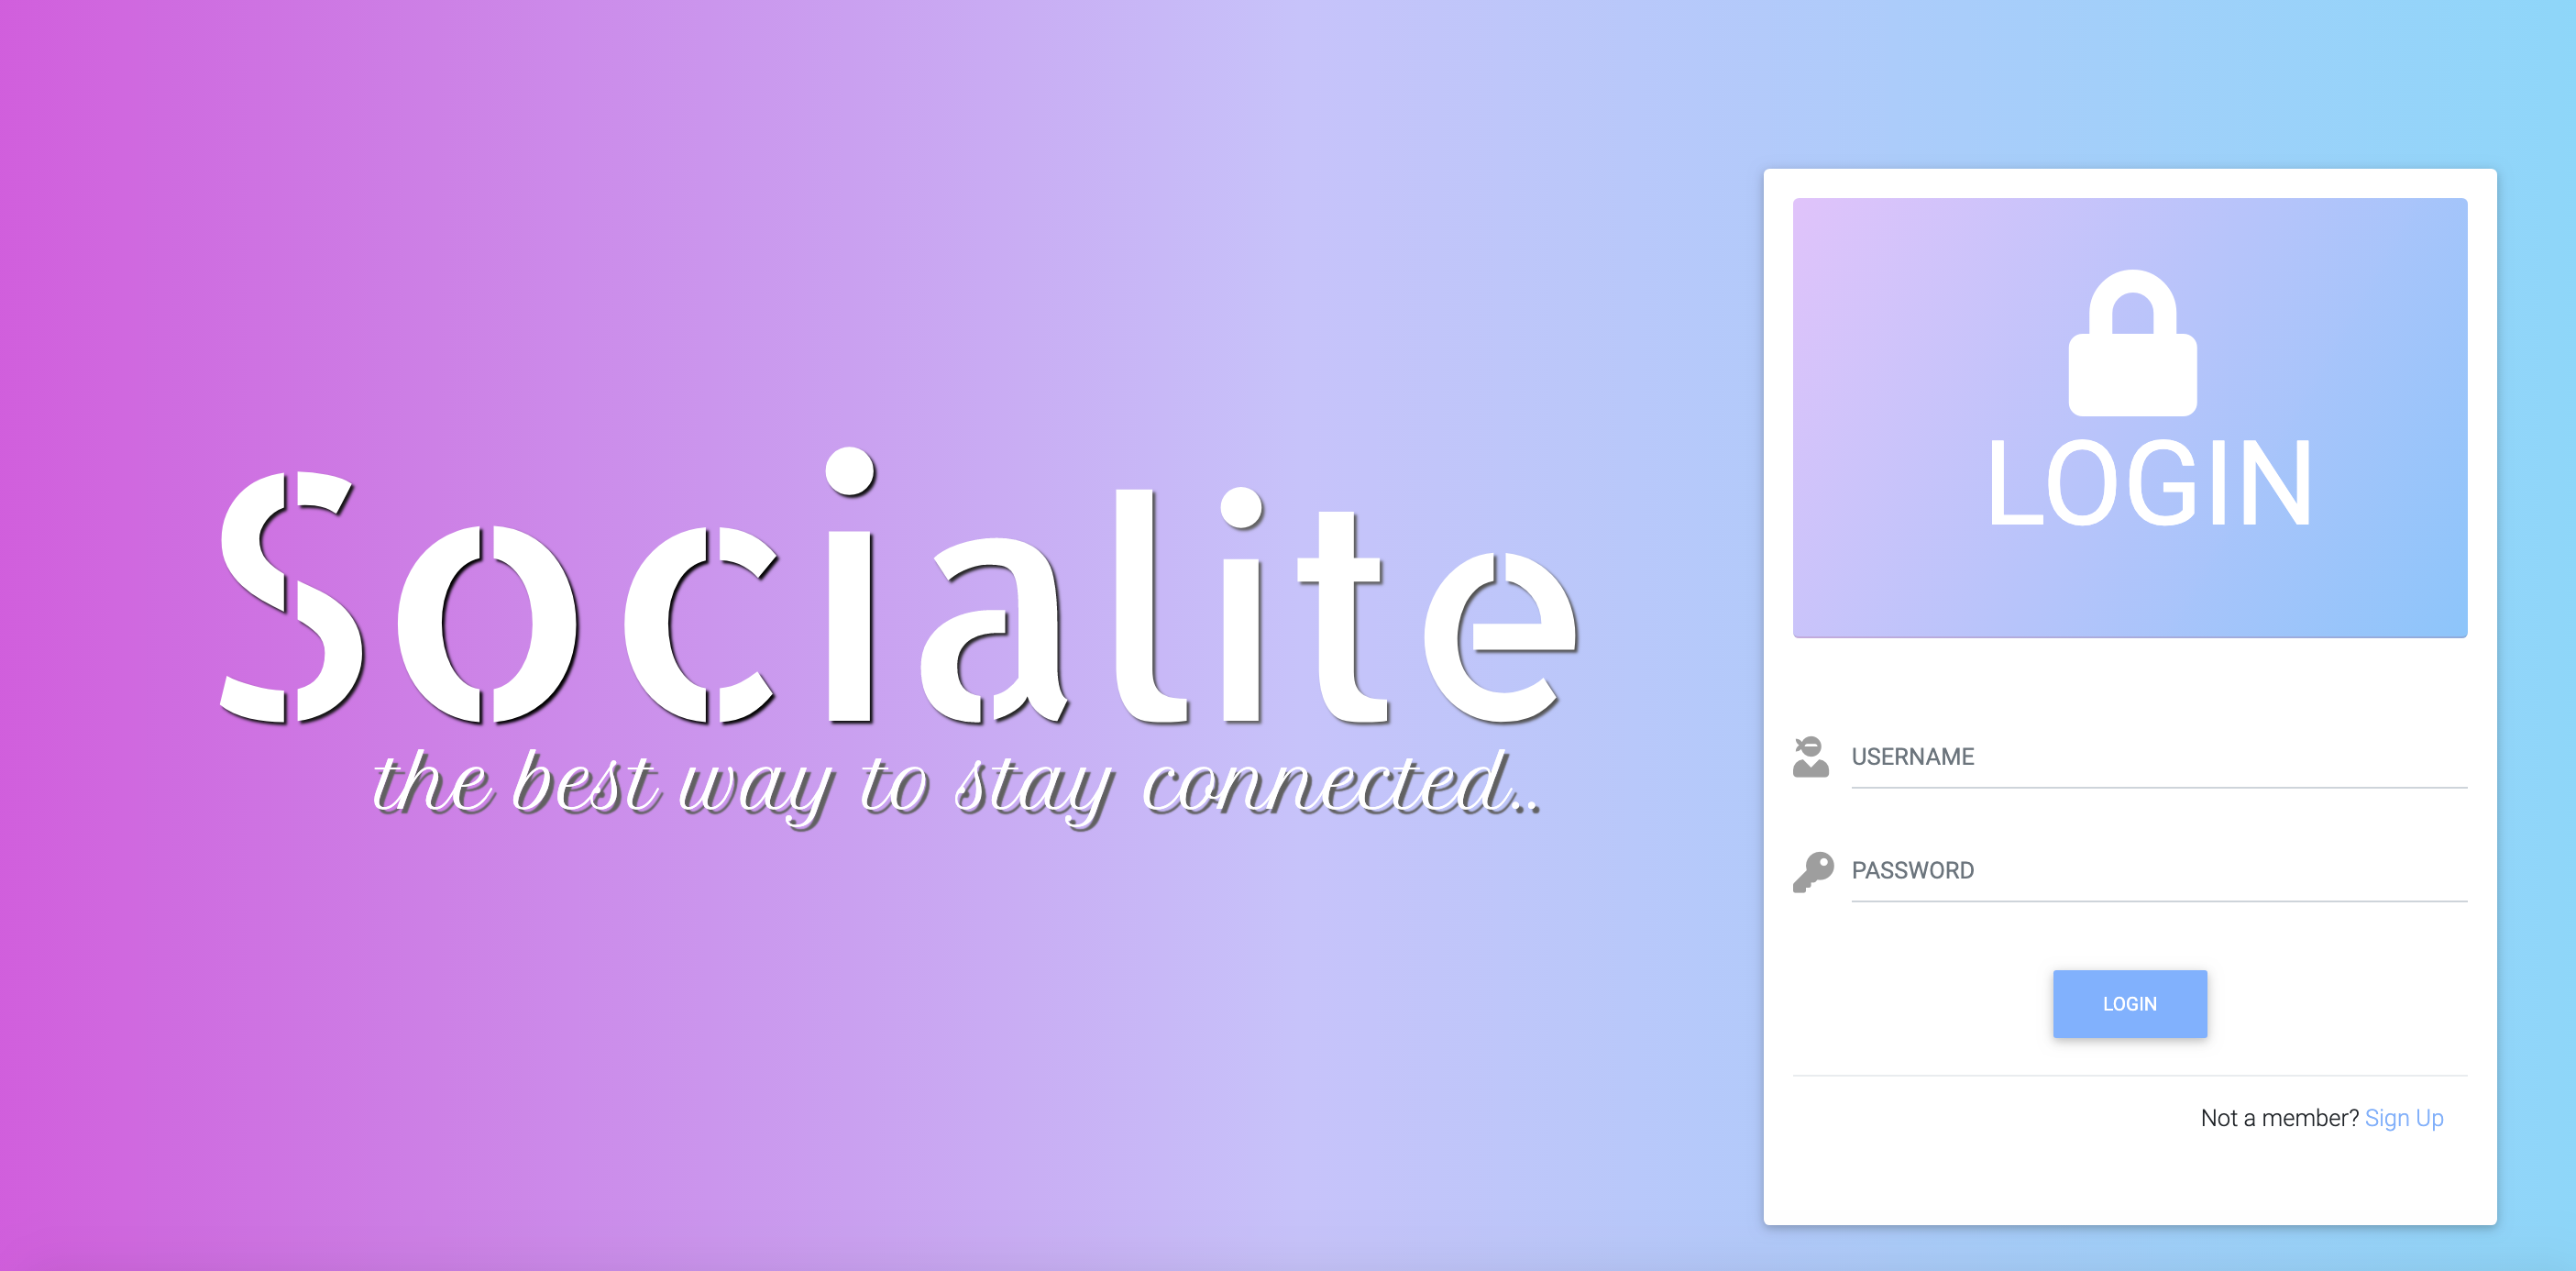 Socialite
the best way to stay connected..
LOGIN
USERNAME
PASSWORD
LOGIN
Not a member? Sign Up